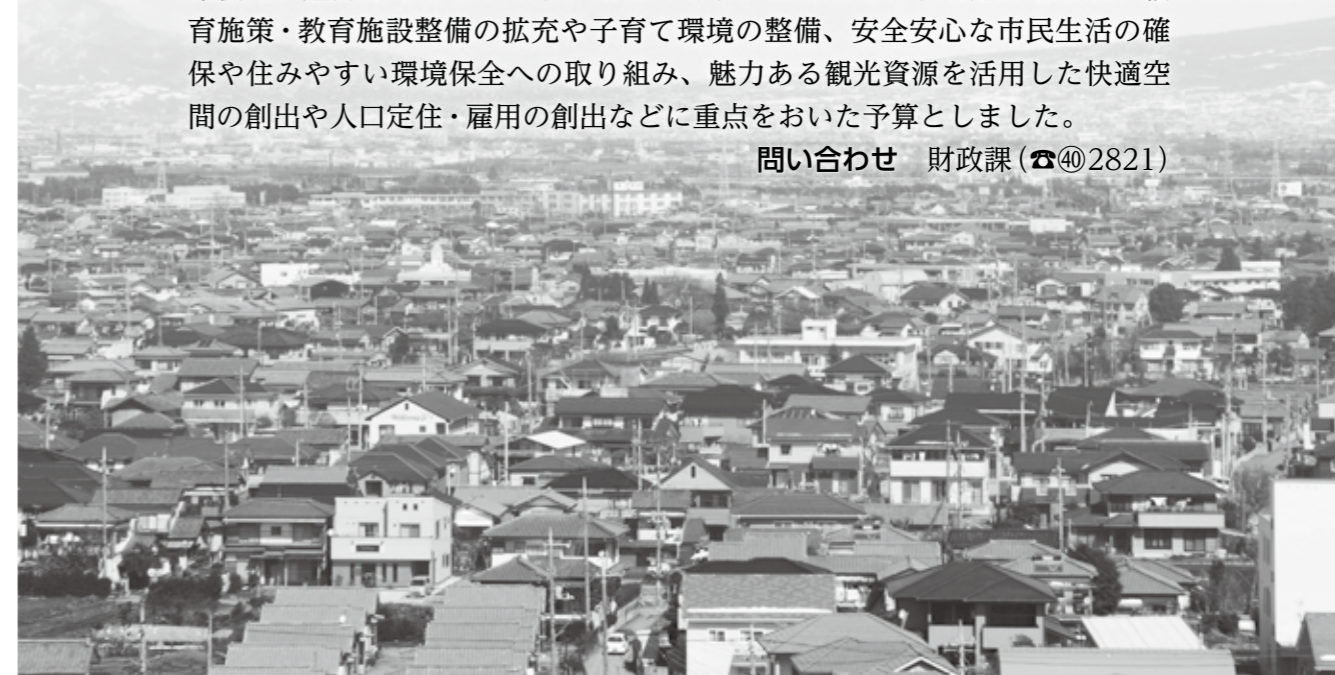 育施策・教育施設整備の拡充や子育て環境の整備、安全安心な市民生活の確
保や住みやすい環境保全への取り組み、魅力ある観光資源を活用した快適空
間の創出や人口定住・雇用の創出などに重点をおいた予算としました。
問い合わせ　財政課(☎㊵2821)